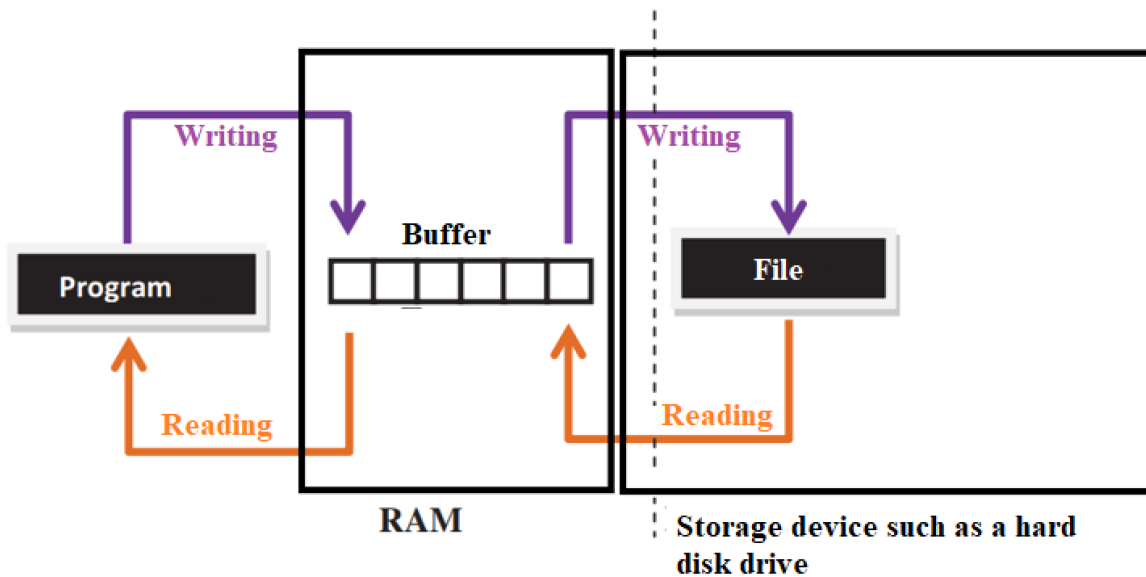 Writing
Writing
Buffer
Program
File
Reading
Reading
RAM
Storage device such as a hard
disk drive